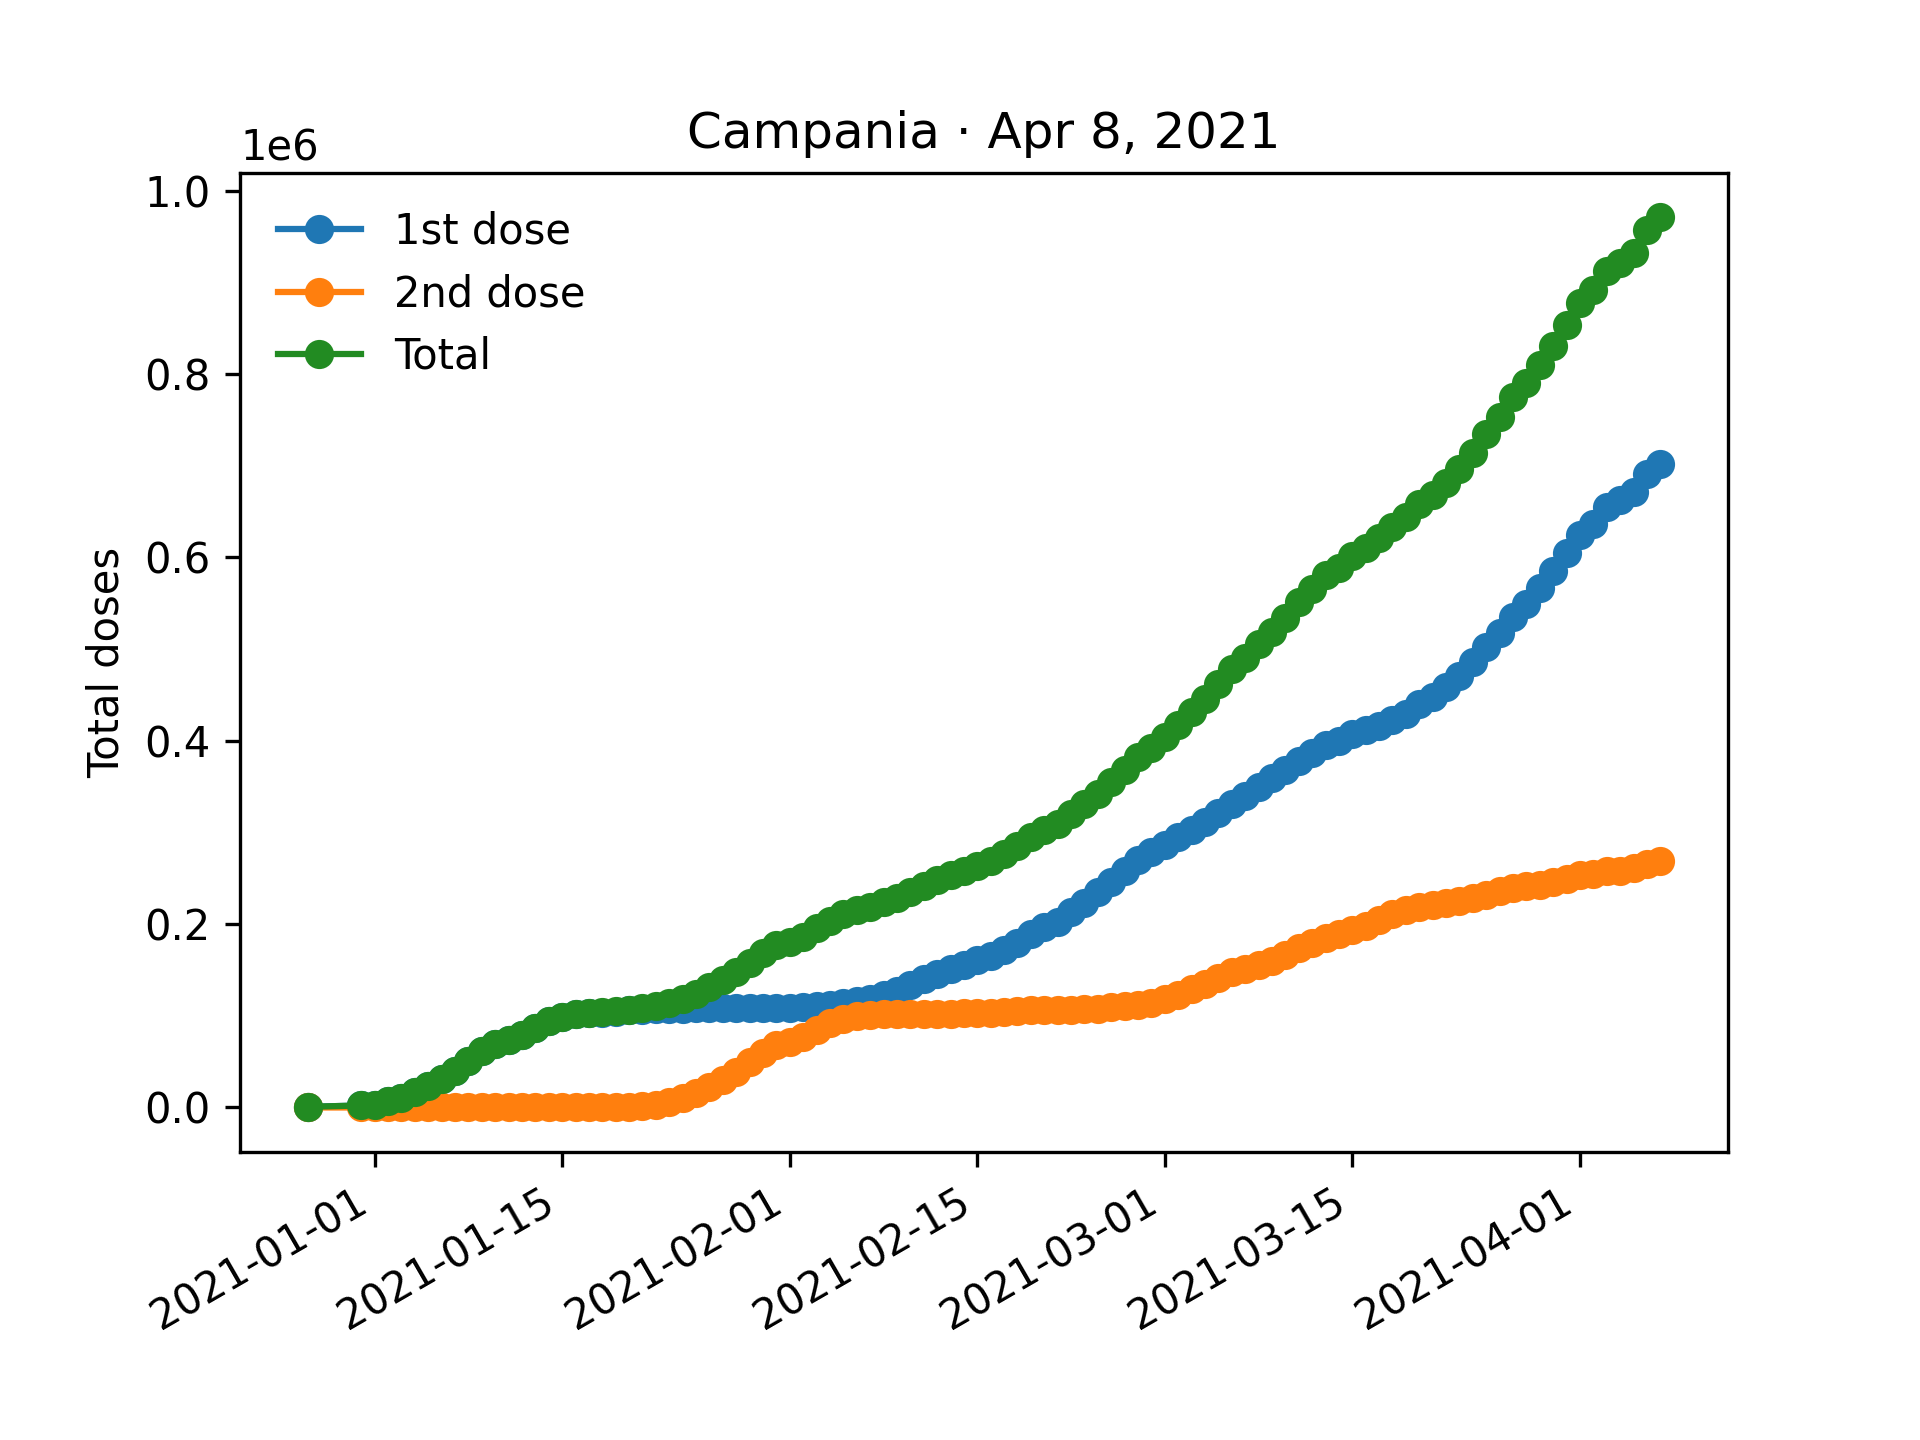 Campania · Apr 8, 2021
1e6
1.0
0.8
0.6
0.4
0.2
0.0
Total doses
1st dose
2nd dose
Total
2021-01-01
2021-01-15
2021-02-01
2021-02-15
2021-03-01
2021-03-15
2021-04-01